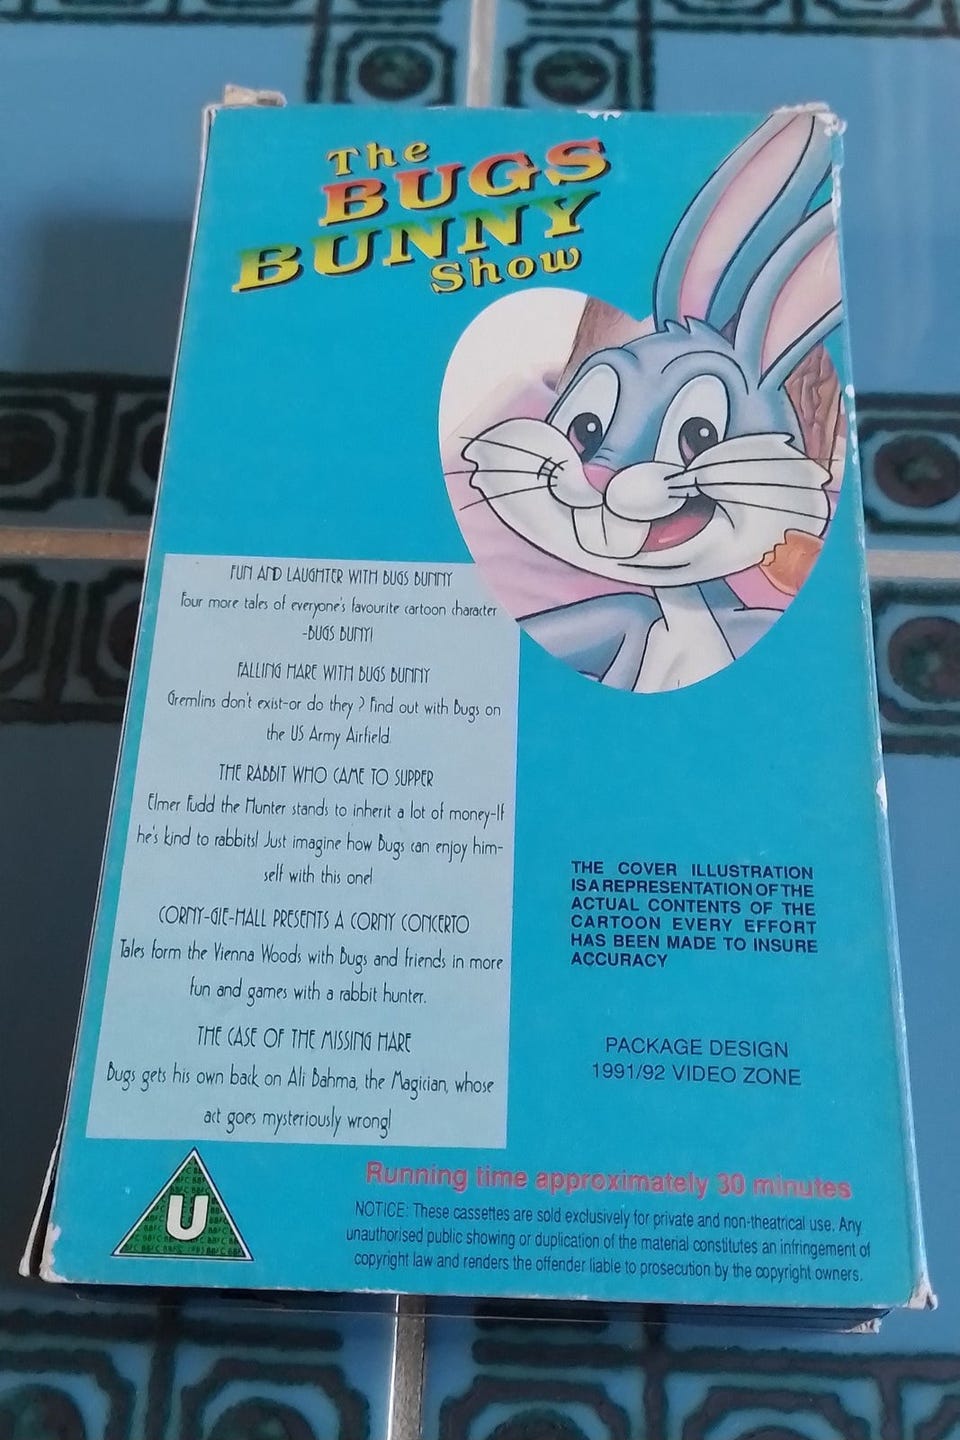 The
BUGS
BUNNY
Show
FUN AND LAUGHTER WITH BUGS BUNNY
Four more tales of everyone's favourite cartoon character
-BUGS BUNY!
FALLING HARE WITH BUGS BUNNY
Gremlins don't exist-or do they ? Find out with Bugs on
the US Army Airfield.
THE RABBIT WHO CAME TO SUPPER
Elmer Fudd the Hunter stands to inherit a lot of money-If
he's kind to rabbits! Just imagine how Bugs can enjoy him-
self with this one!
CORNY-GIE-HALL PRESENTS A CORNY CONCERTO
Tales form the Vienna Woods with Bugs and friends in more
fun and games with a rabbit hunter.
THE CASE OF THE MISSING HARE
Bugs gets his own back on Ali Bahma, the Magician, whose
act goes mysteriously wrong!
THE COVER ILLUSTRATION
IS A REPRESENTATION OF THE
ACTUAL CONTENTS OF THE
CARTOON EVERY EFFORT
HAS BEEN MADE TO INSURE
ACCURACY
PACKAGE DESIGN
1991/92 VIDEO ZONE
U
Running time approximately 30 minutes
NOTICE: These cassettes are sold exclusively for private and non-theatrical use. Any
unauthorised public showing or duplication of the material constitutes an infringement of
copyright law and renders the offender liable to prosecution by the copyright owners.